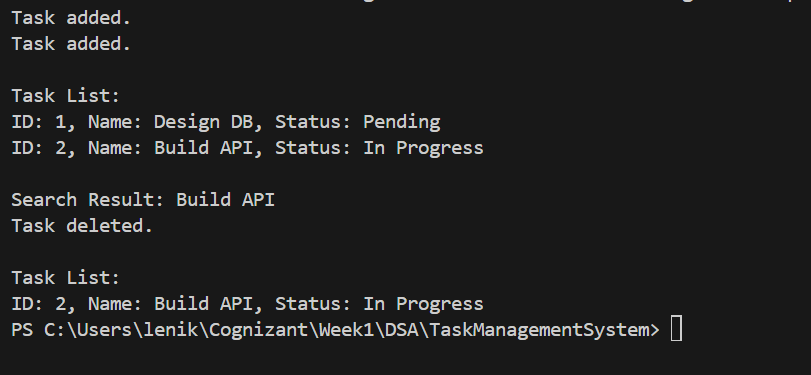 Task added.
Task added.
Task List:
ID: 1, Name: Design DB, Status: Pending
ID: 2, Name: Build API, Status: In Progress
Search Result: Build API
Task deleted.
Task List:
ID: 2, Name: Build API, Status: In Progress
PS C:\Users\lenik\Cognizant\Week1\DSA\TaskManagementSystem>